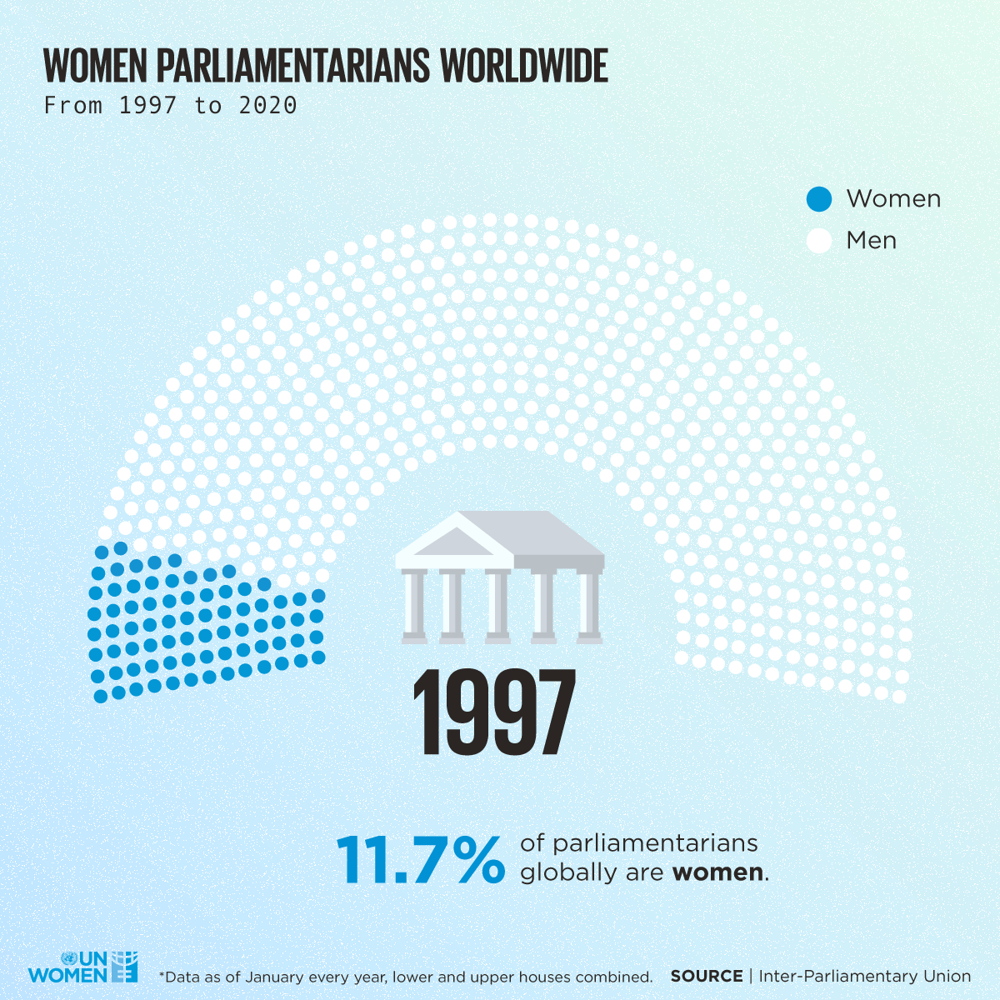 WOMEN PARLIAMENTARIANS WORLDWIDE
From 1997 to 2020
Women
Men
1997
11.7%
of parliamentarians
globally are women.
UN
WOMEN
*Data as of January every year, lower and upper houses combined.
SOURCE | Inter-Parliamentary Union